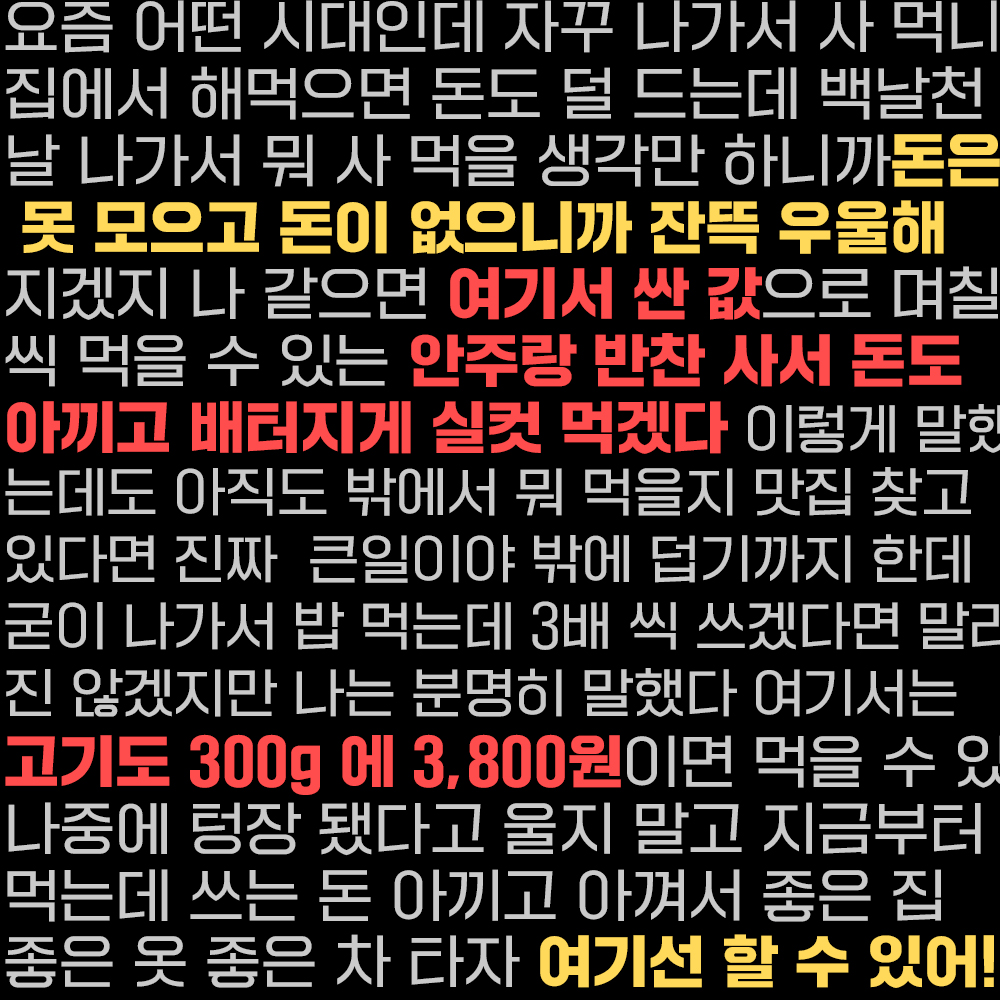 요즘 어떤 시대인데 자꾸 나가서 사 먹니
집에서 해먹으면 돈도 덜 드는데 백날천
날 나가서 뭐 사 먹을 생각만 하니까돈은
못 모으고 돈이 없으니까 잔뜩 우울해
지겠지 나 같으면 여기서 싼 값으로 며칠
씩 먹을 수 있는 안주랑 반찬 사서 돈도
아끼고 배터지게 실컷 먹겠다 이렇게 말했
는데도 아직도 밖에서 뭐 먹을지 맛집 찾고
있다면 진짜 큰일이야 밖에 덥기까지 한데
굳이 나가서 밥 먹는데 3배 씩 쓰겠다면 말리
진 않겠지만 나는 분명히 말했다 여기서는
고기도 300g 에 3,800원이면 먹을 수 있
나중에 텅장 됐다고 울지 말고 지금부터
먹는데 쓰는 돈 아끼고 아껴서 좋은 집
좋은 옷 좋은 차 타자 여기선 할 수 있어!